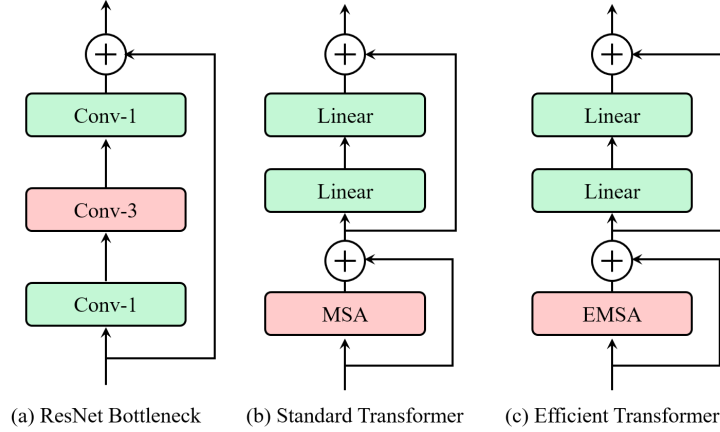 Conv-1
Conv-3
Conv-1
(a) ResNet Bottleneck
Linear
Linear
MSA
(b) Standard Transformer
Linear
Linear
EMSA
(c) Efficient Transformer